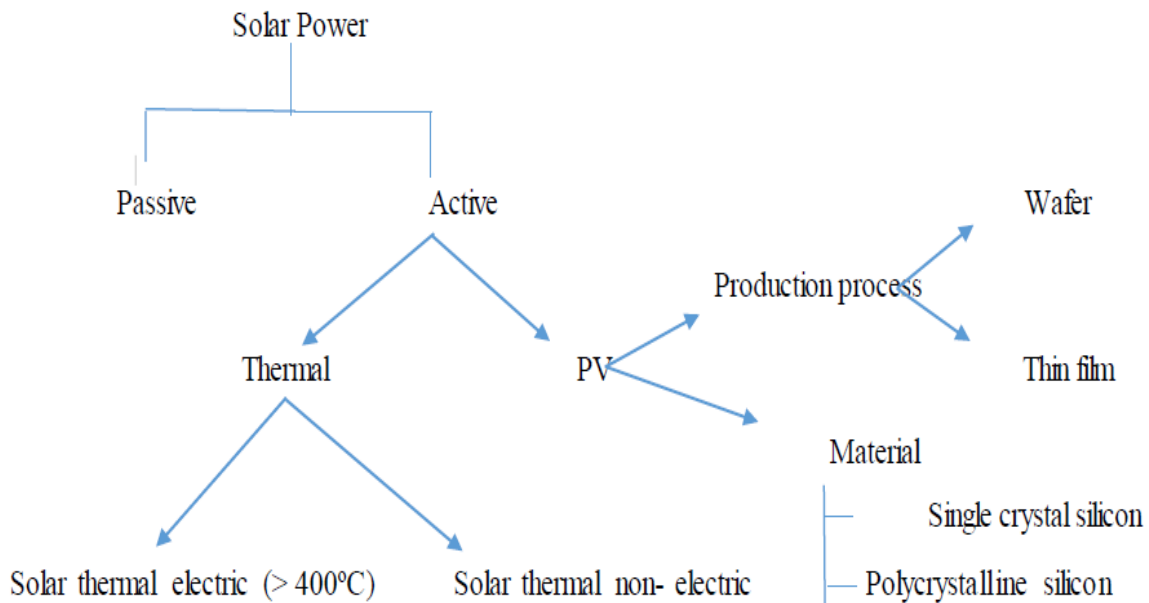 Solar Power
Passive
Active
Wafer
Production process
Thermal
PV
Thin film
Material
Single crystal silicon
Solar thermal electric (> 400ºC)
Solar thermal non- electric
Polycrystalline silicon